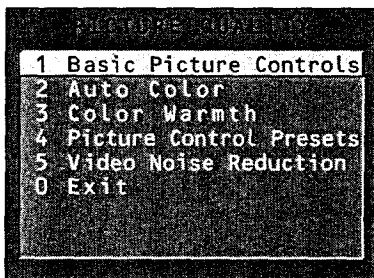 PICTURE QUALITY
1 Basic Picture Controls
2 Auto Color
3 Color Warmth
4 Picture Control Presets
5 Video Noise Reduction
0 Exit